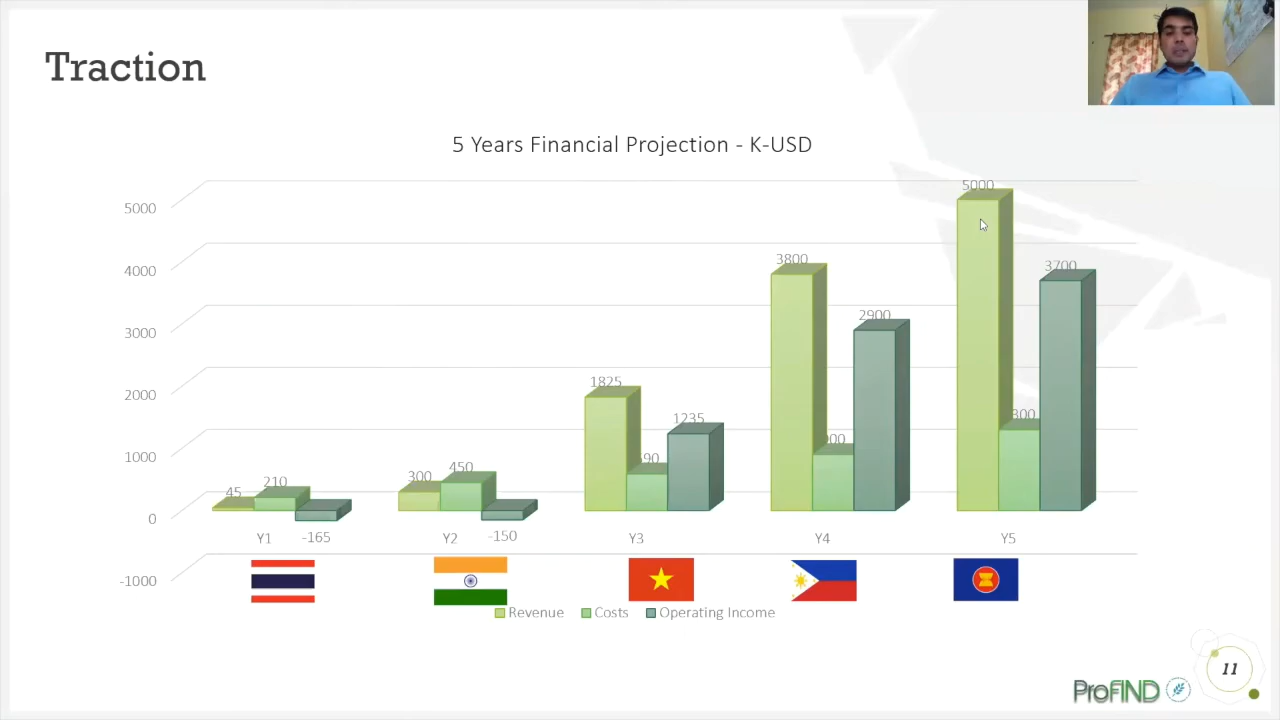 Traction
5 Years Financial Projection - K-USD
5000
4000
3000
2000
1000
0
-1000
45
210
-165
300
450
-150
1825
1235
3800
2900
5000
3700
Y1
Y2
Y3
Y4
Y5
Revenue
Costs
Operating Income
ProFIND
11